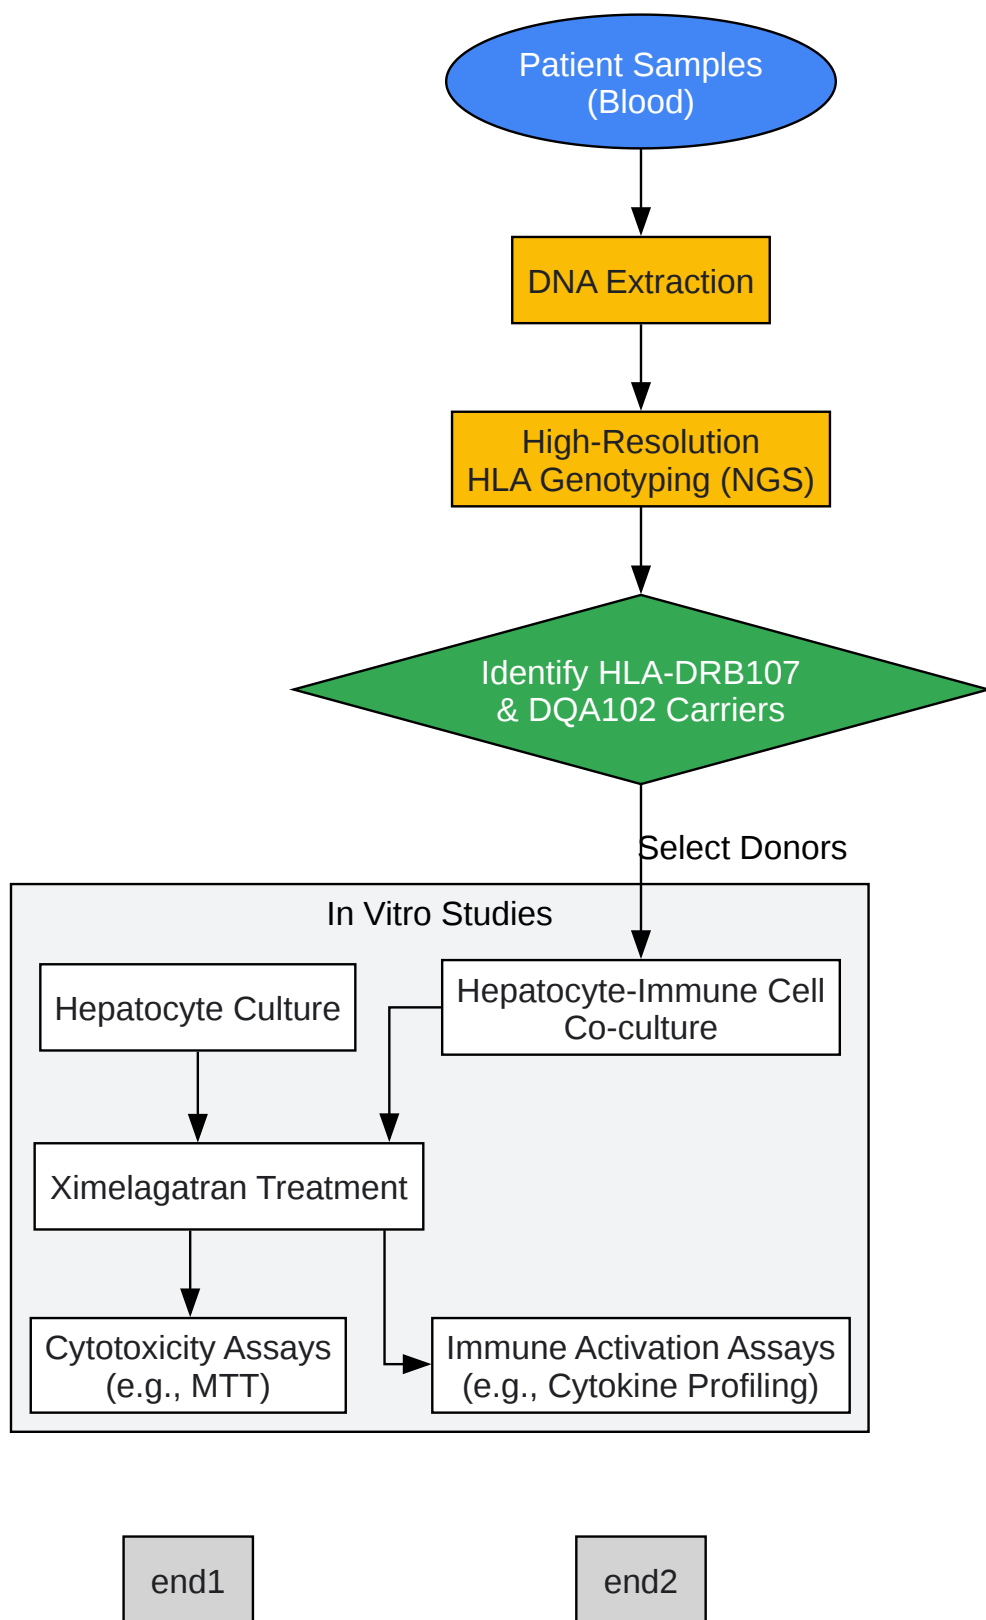 Patient Samples
(Blood)
DNA Extraction
High-Resolution
HLA Genotyping (NGS)
Identify HLA-DRB107
& DQA102 Carriers
Select Donors
In Vitro Studies
Hepatocyte Culture
Hepatocyte-Immune Cell
Co-culture
Ximelagatran Treatment
Cytotoxicity Assays
(e.g., MTT)
Immune Activation Assays
(e.g., Cytokine Profiling)
end1
end2